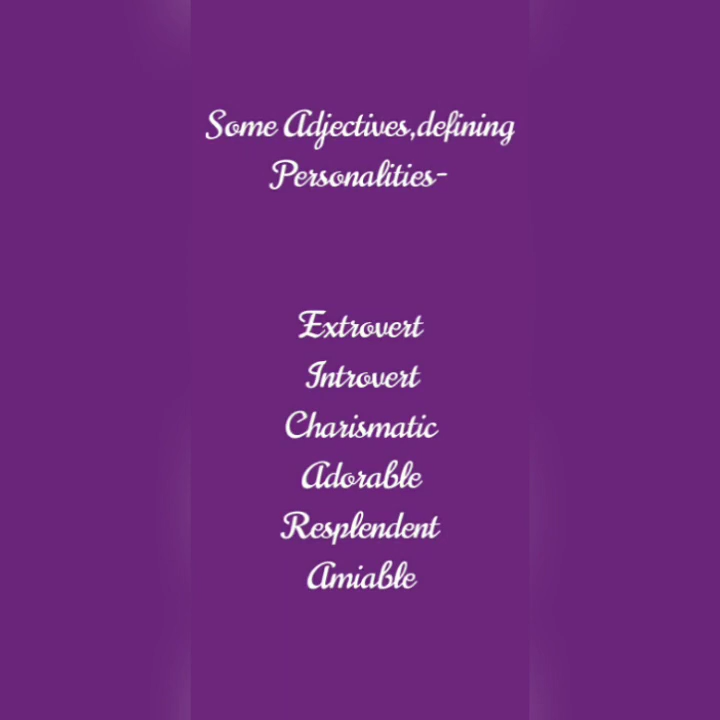 Some Adjectives,defining
Personalities-
Extrovert
Introvert
Charismatic
Adorable
Resplendent
Amiable